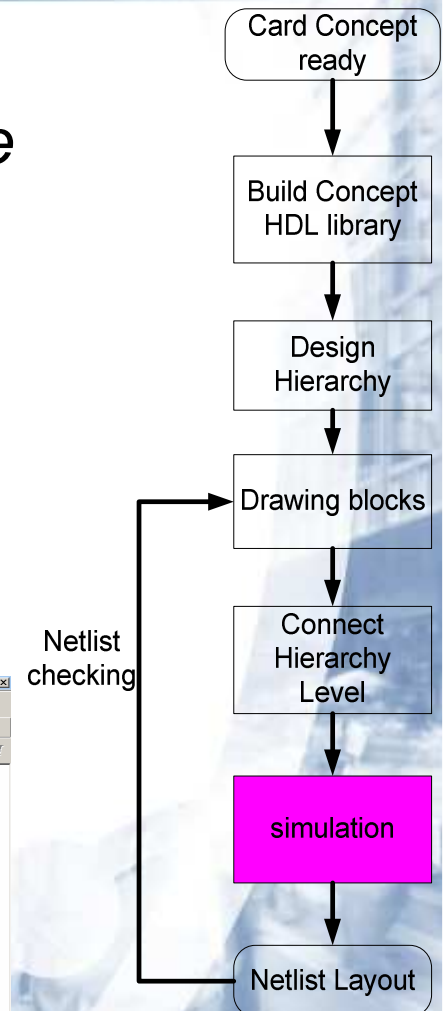 Card Concept
ready
e
Build Concept
HDL library
Design
Hierarchy
Drawing blocks
Connect
Hierarchy
Level
Netlist
checking
simulation
Netlist Layout